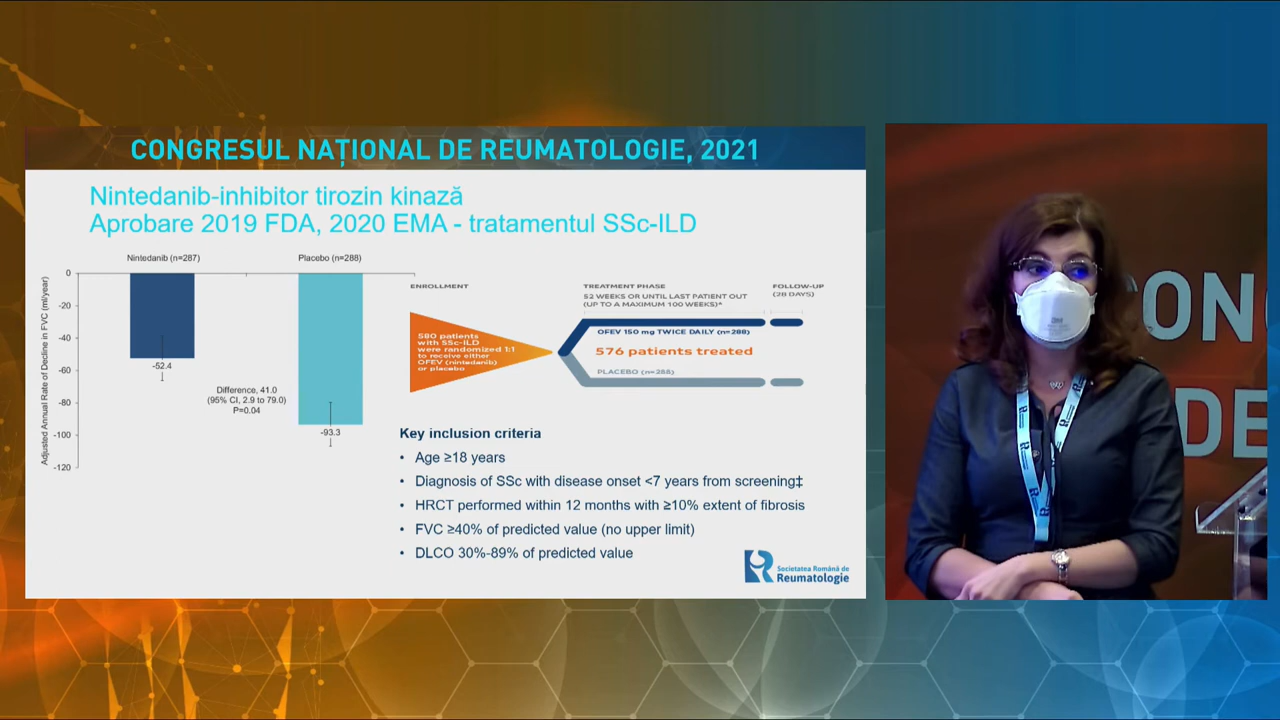 CONGRESUL NAȚIONAL DE REUMATOLOGIE, 2021
Nintedanib-inhibitor tirozin kinază
Aprobare 2019 FDA, 2020 EMA - tratamentul SSc-ILD
Nintedanib (n=287)
Placebo (n=288)
Adjusted Annual Rate of Decline in FVC (ml/year)
0
-20
-40
-60
-80
-100
-120
-52.4
-93.3
Difference, 41.0
(95% CI, 2.9 to 79.0)
P=0.04
ENROLLMENT
TREATMENT PHASE
52 WEEKS OR UNTIL LAST PATIENT OUT
(UP TO A MAXIMUM 100 WEEKS)*
FOLLOW-UP
(28 DAYS)
580 patients
with SSc-ILD
were randomized 1:1
to receive either
OFEV (nintedanib)
or placebo
OFEV 150 mg TWICE DAILY (n=288)
576 patients treated
PLACEBO (n=288)
Key inclusion criteria
• Age ≥18 years
• Diagnosis of SSc with disease onset <7 years from screening‡
• HRCT performed within 12 months with ≥10% extent of fibrosis
• FVC ≥40% of predicted value (no upper limit)
• DLCO 30%-89% of predicted value
Societatea Română de
Reumatologie
CON
DE